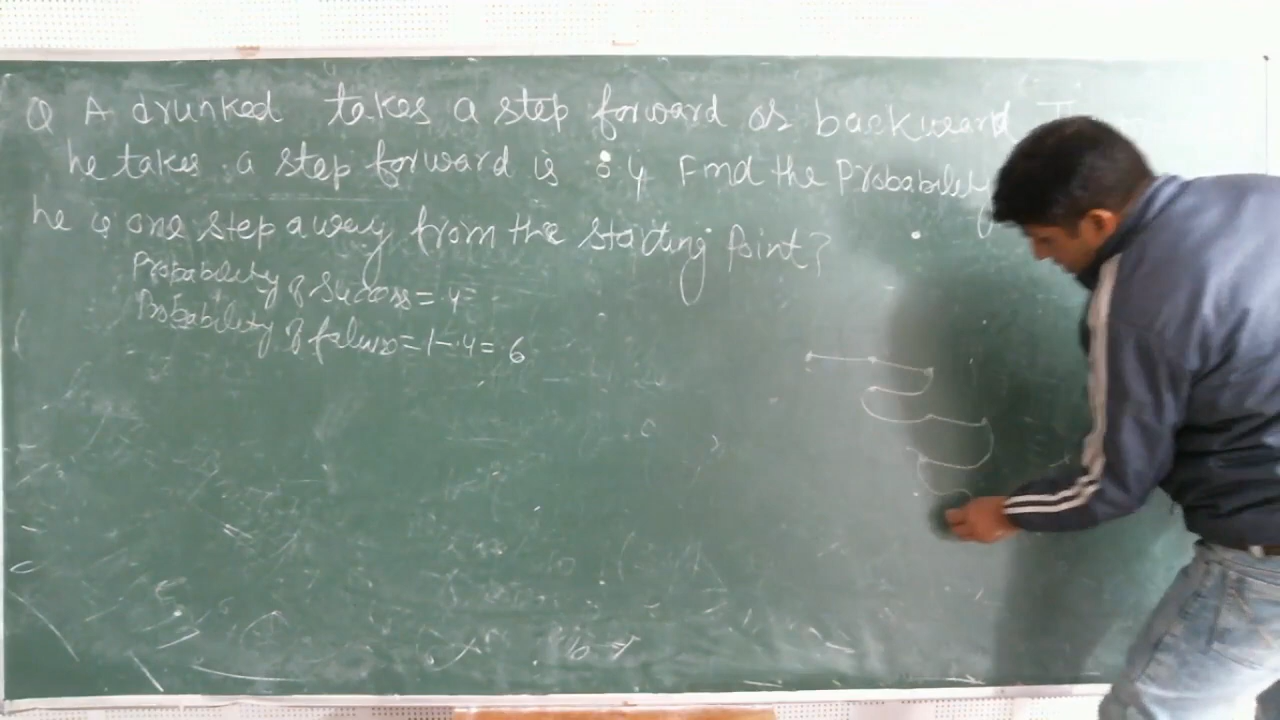 Q A drunked takes a step forward or backward
he takes a step forward is .4 Find the Probability
he is one step away from the starting Point?
Probability of Success = .4
Probability of failure = 1-.4 = .6